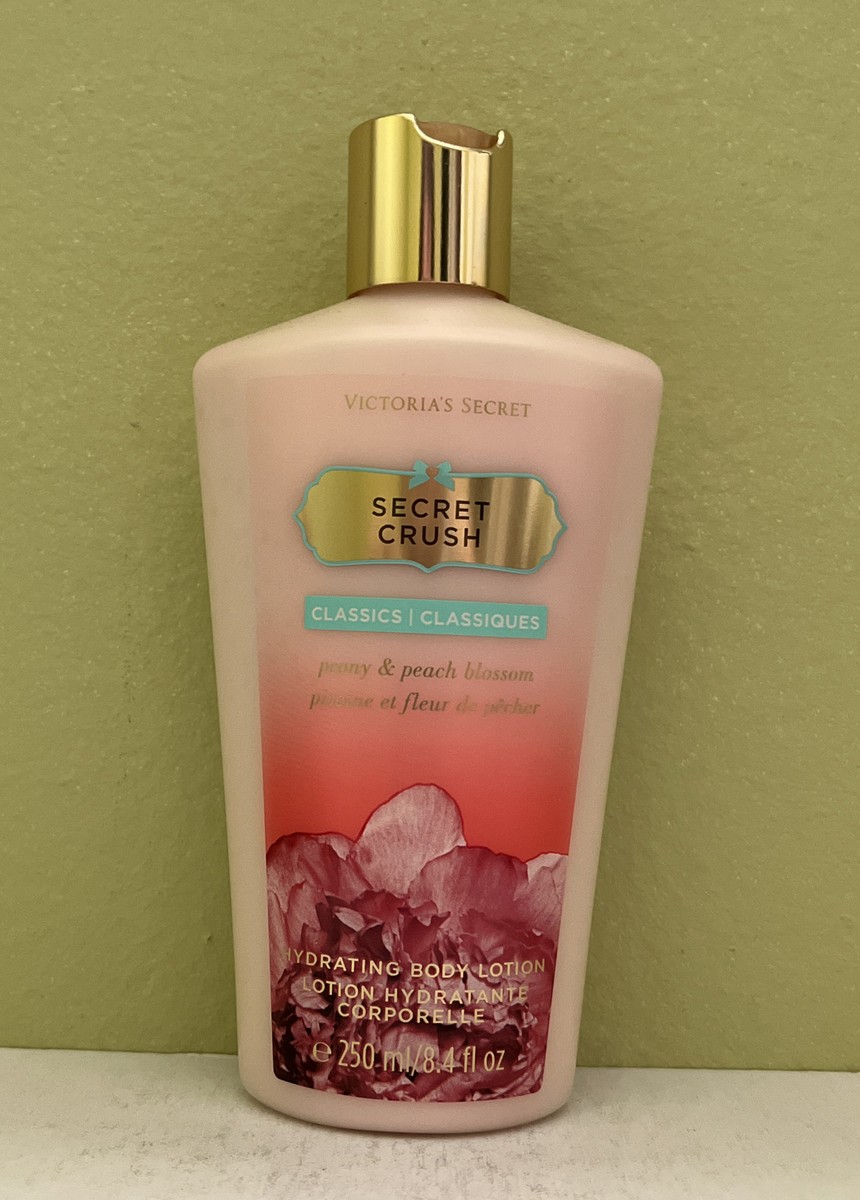 VICTORIA'S SECRET
SECRET
CRUSH
CLASSICS | CLASSIQUES
peony & peach blossom
pivoine et fleur de pêcher
HYDRATING BODY LOTION
LOTION HYDRATANTE
CORPORELLE
℮ 250 ml/8.4 fl oz